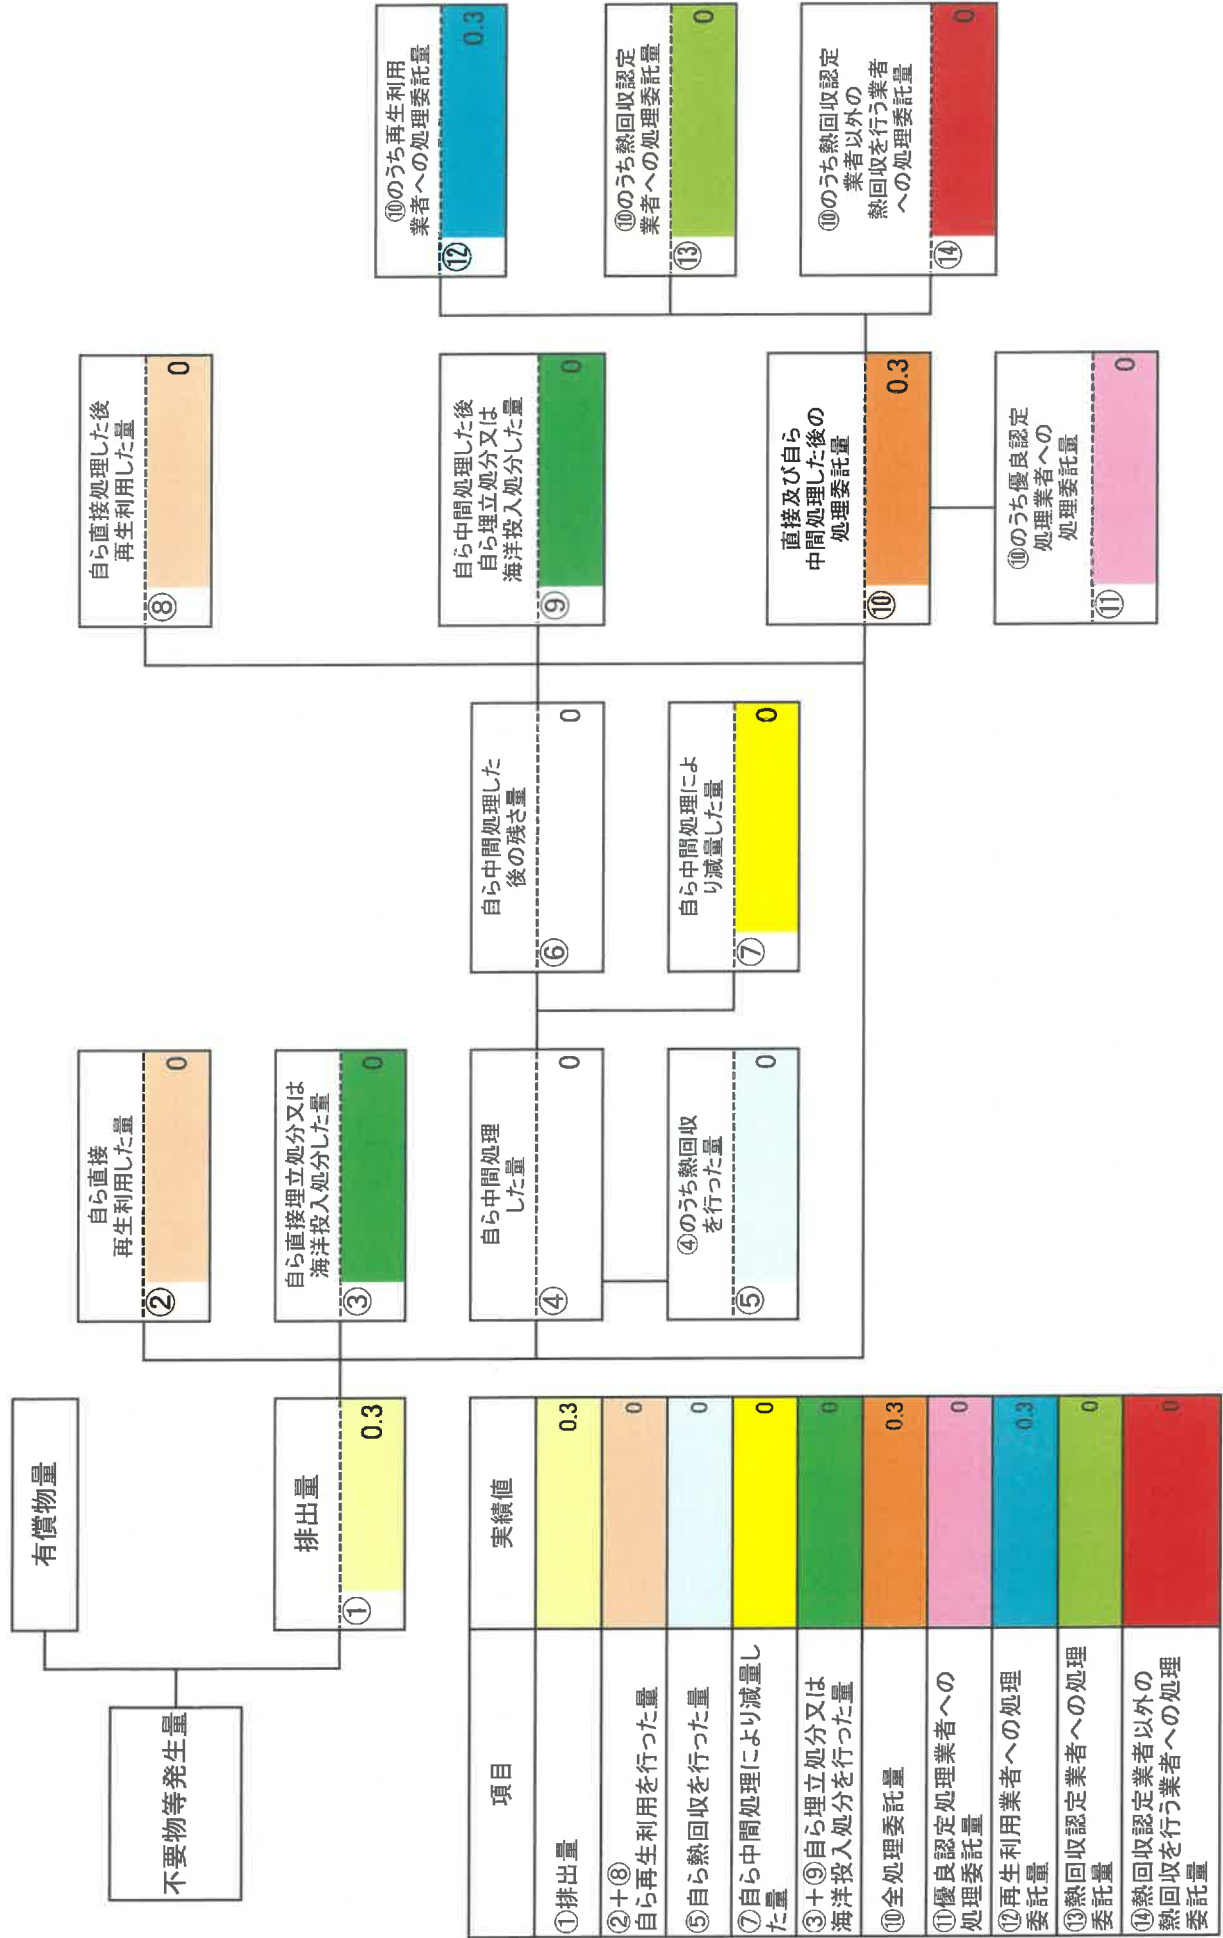 不要物等発生量
有償物量
排出量
①
0.3
自ら直接
再生利用した量
②
0
自ら直接埋立処分又は
海洋投入処分した量
③
0
自ら中間処理
した量
④
0
④のうち熱回収
を行った量
⑤
0
自ら中間処理した
後の残さ量
⑥
0
自ら中間処理によ
り減量した量
⑦
0
自ら直接処理した後
再生利用した量
⑧
0
自ら中間処理した後
自ら埋立処分又は
海洋投入処分した量
⑨
0
直接及び自ら
中間処理した後の
処理委託量
⑩
0.3
⑩のうち優良認定
処理業者への
処理委託量
⑪
0
⑩のうち再生利用
業者への処理委託量
⑫
0.3
⑩のうち熱回収認定
業者への処理委託量
⑬
0
⑩のうち熱回収認定
業者以外の
熱回収を行う業者
への処理委託量
⑭
0
項目
実績値
①排出量
0.3
②＋⑧
自ら再生利用を行った量
0
⑤自ら熱回収を行った量
0
⑦自ら中間処理により減量し
た量
0
③＋⑨自ら埋立処分又は
海洋投入処分を行った量
0
⑩全処理委託量
0.3
⑪優良認定処理業者への
処理委託量
0
⑫再生利用業者への処理
委託量
0.3
⑬熱回収認定業者への処理
委託量
0
⑭熱回収認定業者以外の
熱回収を行う業者への処理
委託量
0